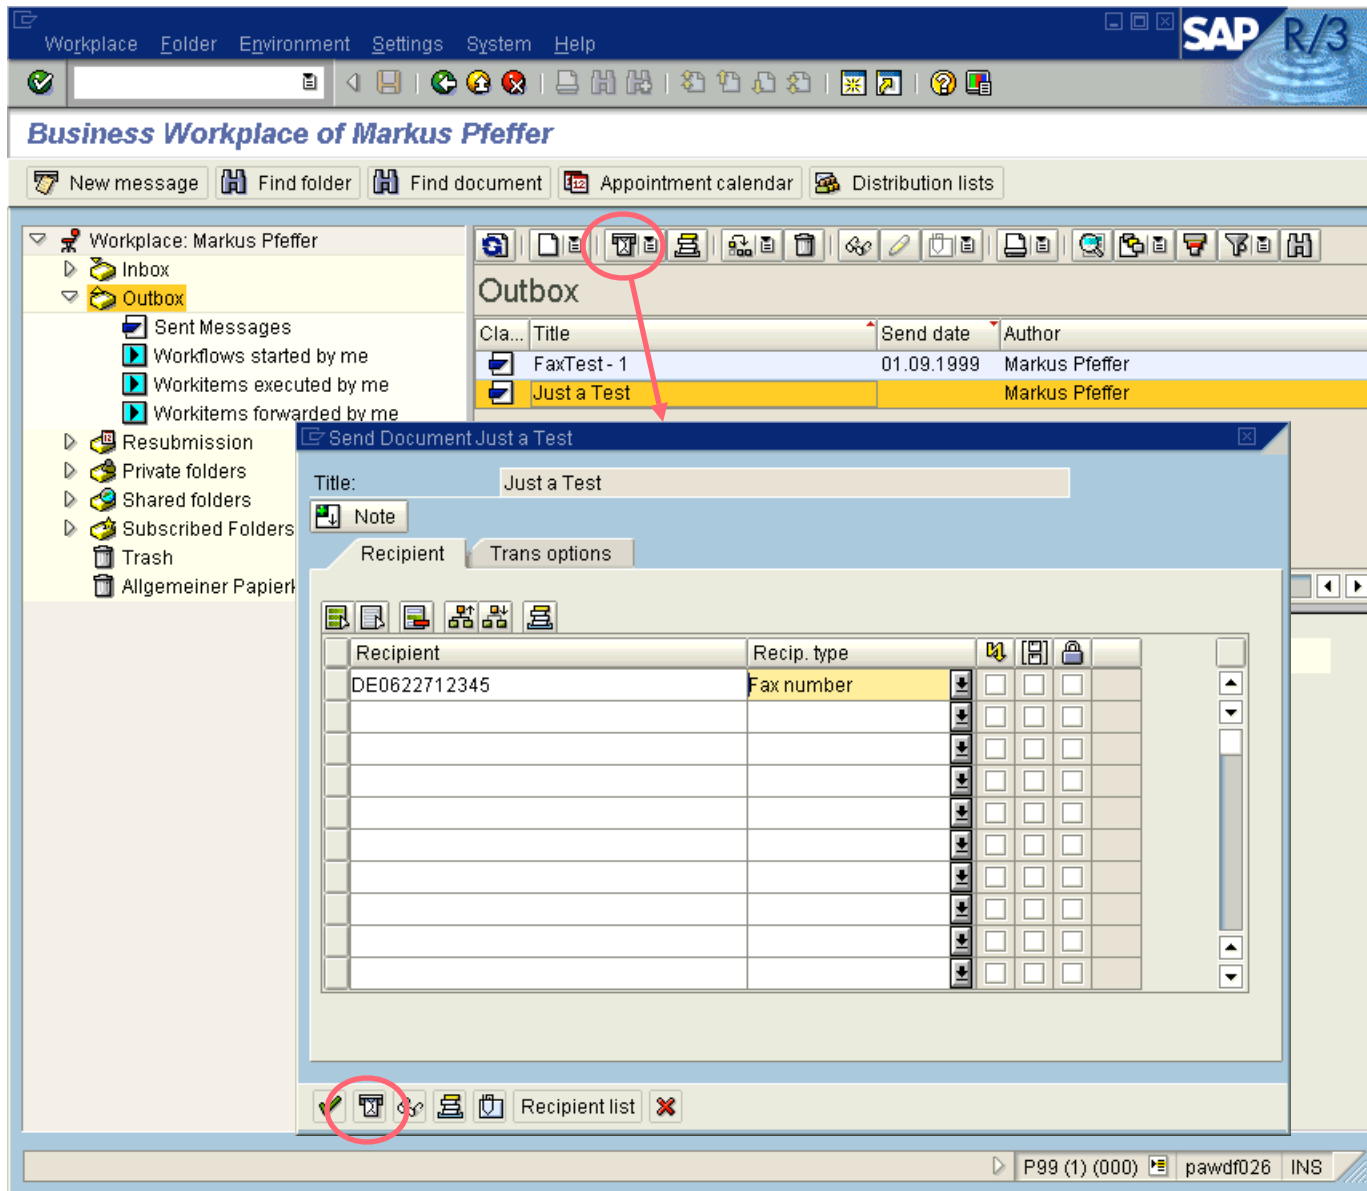 Workplace Folder Environment Settings System Help
SAP R/3
Business Workplace of Markus Pfeffer
New message Find folder Find document 12 Appointment calendar Distribution lists
Workplace: Markus Pfeffer
Inbox
Outbox
Sent Messages
Workflows started by me
Workitems executed by me
Workitems forwarded by me
Resubmission
Private folders
Shared folders
Subscribed Folders
Trash
Allgemeiner Papierk
Outbox
Cla... Title Send date Author
FaxTest - 1 01.09.1999 Markus Pfeffer
Just a Test Markus Pfeffer
Send Document Just a Test
Title: Just a Test
Note
Recipient Trans options
Recipient Recip. type
DE0622712345 Fax number
Recipient list
P99 (1) (000) pawdf026 INS